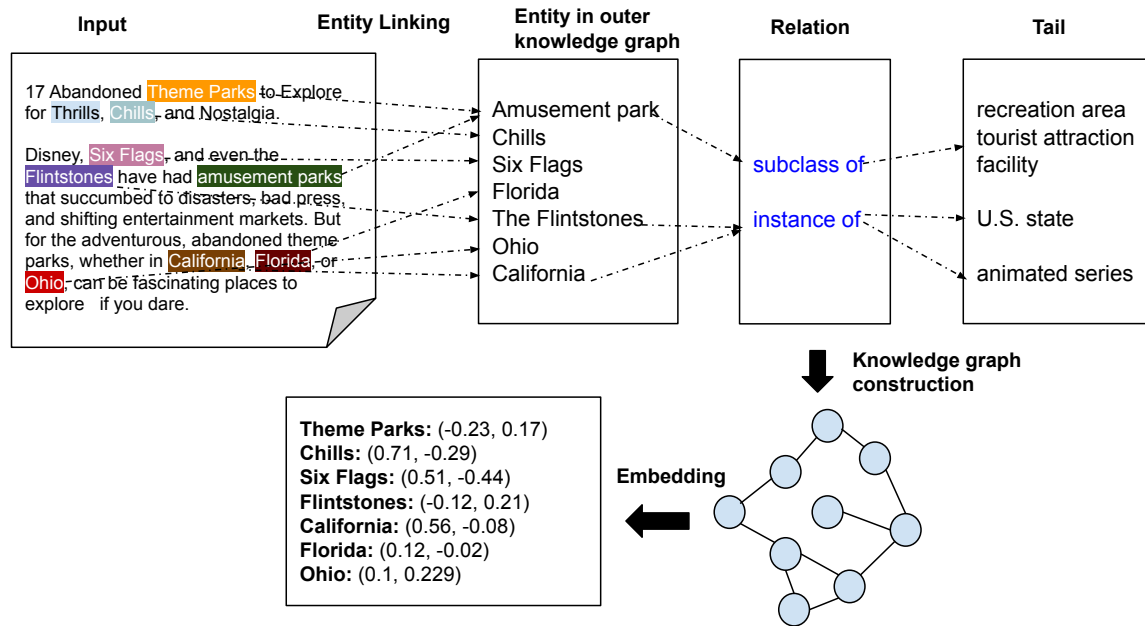 Input
Entity Linking
Entity in outer
knowledge graph
Relation
Tail
17 Abandoned Theme Parks to Explore
for Thrills, Chills, and Nostalgia.
Disney, Six Flags, and even the
Flintstones have had amusement parks
that succumbed to disasters, bad press,
and shifting entertainment markets. But
for the adventurous, abandoned theme
parks, whether in California, Florida, or
Ohio, can be fascinating places to
explore if you dare.
Amusement park
Chills
Six Flags
Florida
The Flintstones
Ohio
California
subclass of
instance of
recreation area
tourist attraction
facility
U.S. state
animated series
Knowledge graph
construction
Embedding
Theme Parks: (-0.23, 0.17)
Chills: (0.71, -0.29)
Six Flags: (0.51, -0.44)
Flintstones: (-0.12, 0.21)
California: (0.56, -0.08)
Florida: (0.12, -0.02)
Ohio: (0.1, 0.229)